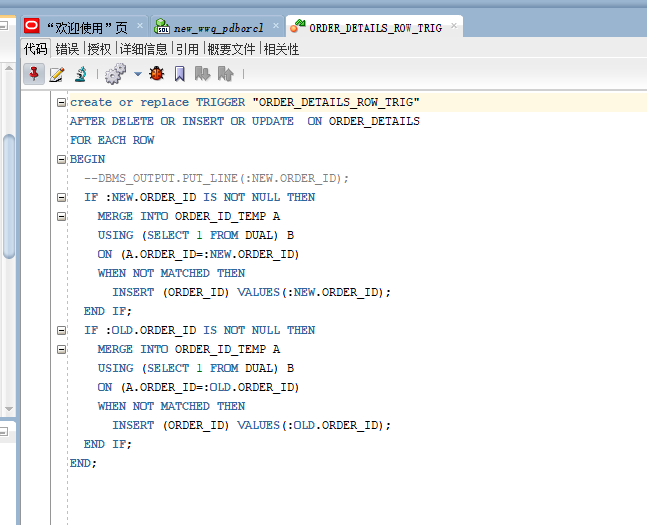 “欢迎使用”页 new_wwq_pdborcl ORDER_DETAILS_ROW_TRIG
代码 错误 授权 详细信息 引用 概要文件 相关性
create or replace TRIGGER "ORDER_DETAILS_ROW_TRIG"
AFTER DELETE OR INSERT OR UPDATE  ON ORDER_DETAILS
FOR EACH ROW
BEGIN
  --DBMS_OUTPUT.PUT_LINE(:NEW.ORDER_ID);
  IF :NEW.ORDER_ID IS NOT NULL THEN
    MERGE INTO ORDER_ID_TEMP A
    USING (SELECT 1 FROM DUAL) B
    ON (A.ORDER_ID=:NEW.ORDER_ID)
    WHEN NOT MATCHED THEN
      INSERT (ORDER_ID) VALUES(:NEW.ORDER_ID);
  END IF;
  IF :OLD.ORDER_ID IS NOT NULL THEN
    MERGE INTO ORDER_ID_TEMP A
    USING (SELECT 1 FROM DUAL) B
    ON (A.ORDER_ID=:OLD.ORDER_ID)
    WHEN NOT MATCHED THEN
      INSERT (ORDER_ID) VALUES(:OLD.ORDER_ID);
  END IF;
END;